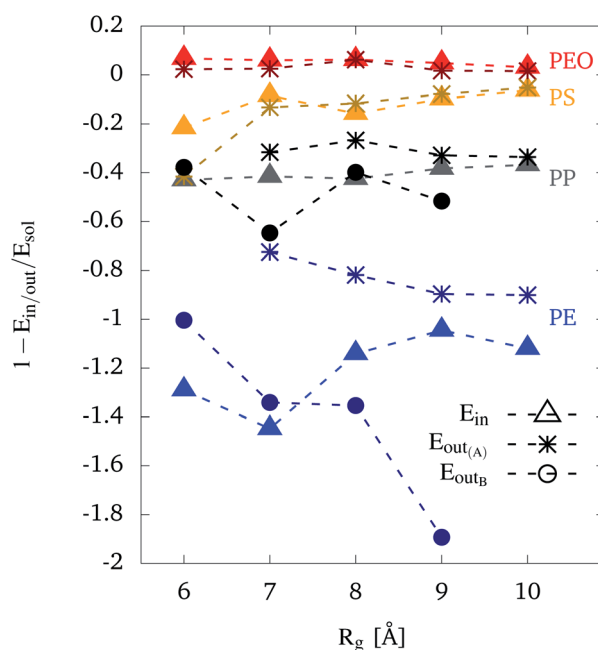 0.2
0
-0.2
-0.4
-0.6
-0.8
-1
-1.2
-1.4
-1.6
-1.8
-2
1 − E_in/out/E_sol
PEO
PS
PP
PE
E_in
E_out(A)
E_outB
6 7 8 9 10
R_g [Å]